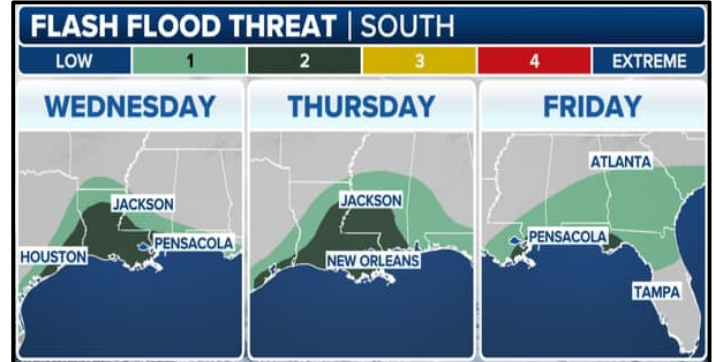 FLASH FLOOD THREAT | SOUTH
LOW 1 2 3 4 EXTREME
WEDNESDAY
JACKSON
PENSACOLA
HOUSTON
THURSDAY
JACKSON
NEW ORLEANS
FRIDAY
ATLANTA
PENSACOLA
TAMPA